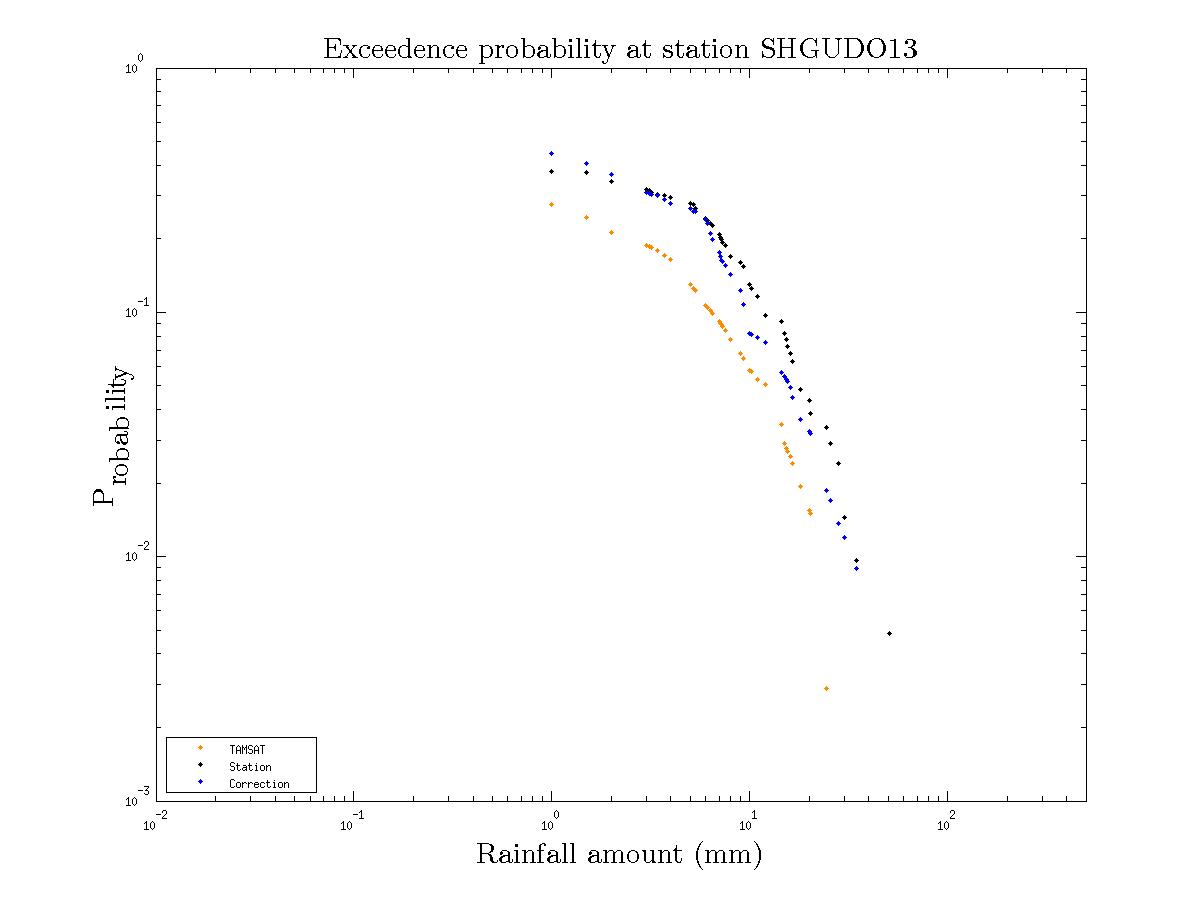 Exceedence probability at station SHGUDO13
10^0
10^-1
10^-2
10^-3
Probability
TAMSAT
Station
Correction
10^-2 10^-1 10^0 10^1 10^2
Rainfall amount (mm)